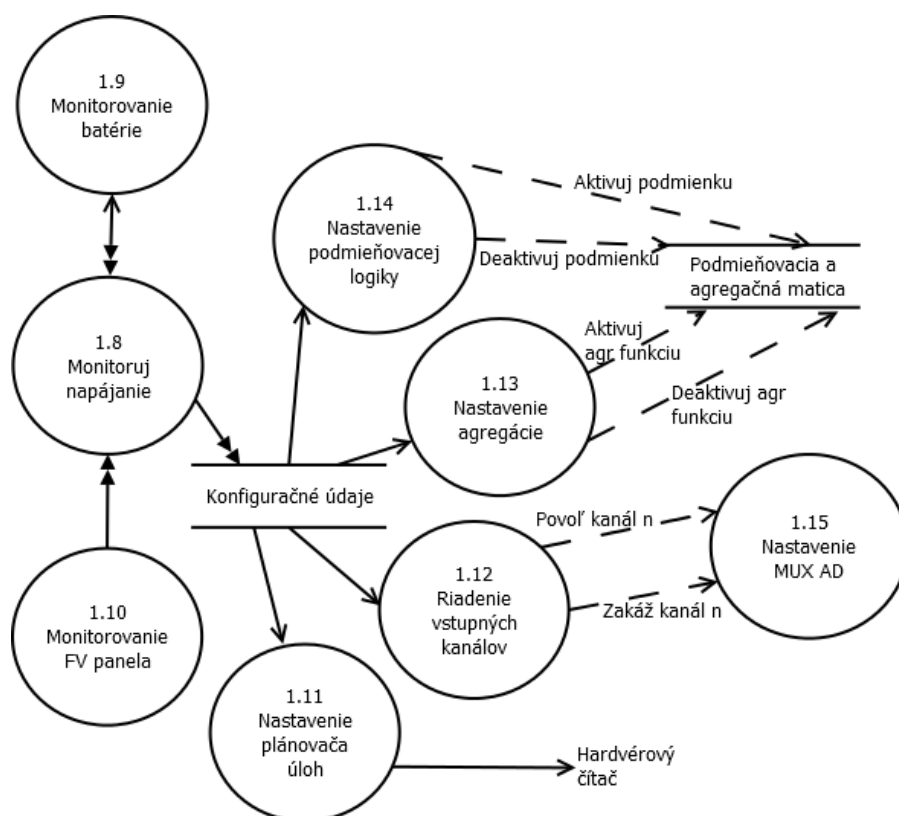 1.9
Monitorovanie
batérie
1.14
Nastavenie
podmieňovacej
logiky
Aktivuj podmienku
Deaktivuj podmienku
Podmieňovacia a
agregačná matica
1.8
Monitoruj
napájanie
Aktivuj
agr funkciu
1.13
Nastavenie
agregácie
Deaktivuj agr
funkciu
Konfiguračné údaje
Povoľ kanál n
1.15
Nastavenie
MUX AD
1.12
Riadenie
vstupných
kanálov
Zakáž kanál n
1.10
Monitorovanie
FV panela
1.11
Nastavenie
plánovača
úloh
Hardvérový
čítač